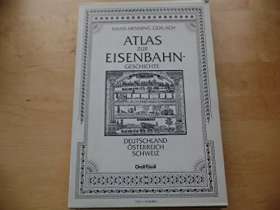 HANS-HENNING GERLACH
ATLAS
ZUR
EISENBAHN-
GESCHICHTE
DEUTSCHLAND
ÖSTERREICH
SCHWEIZ
Orell Füssli